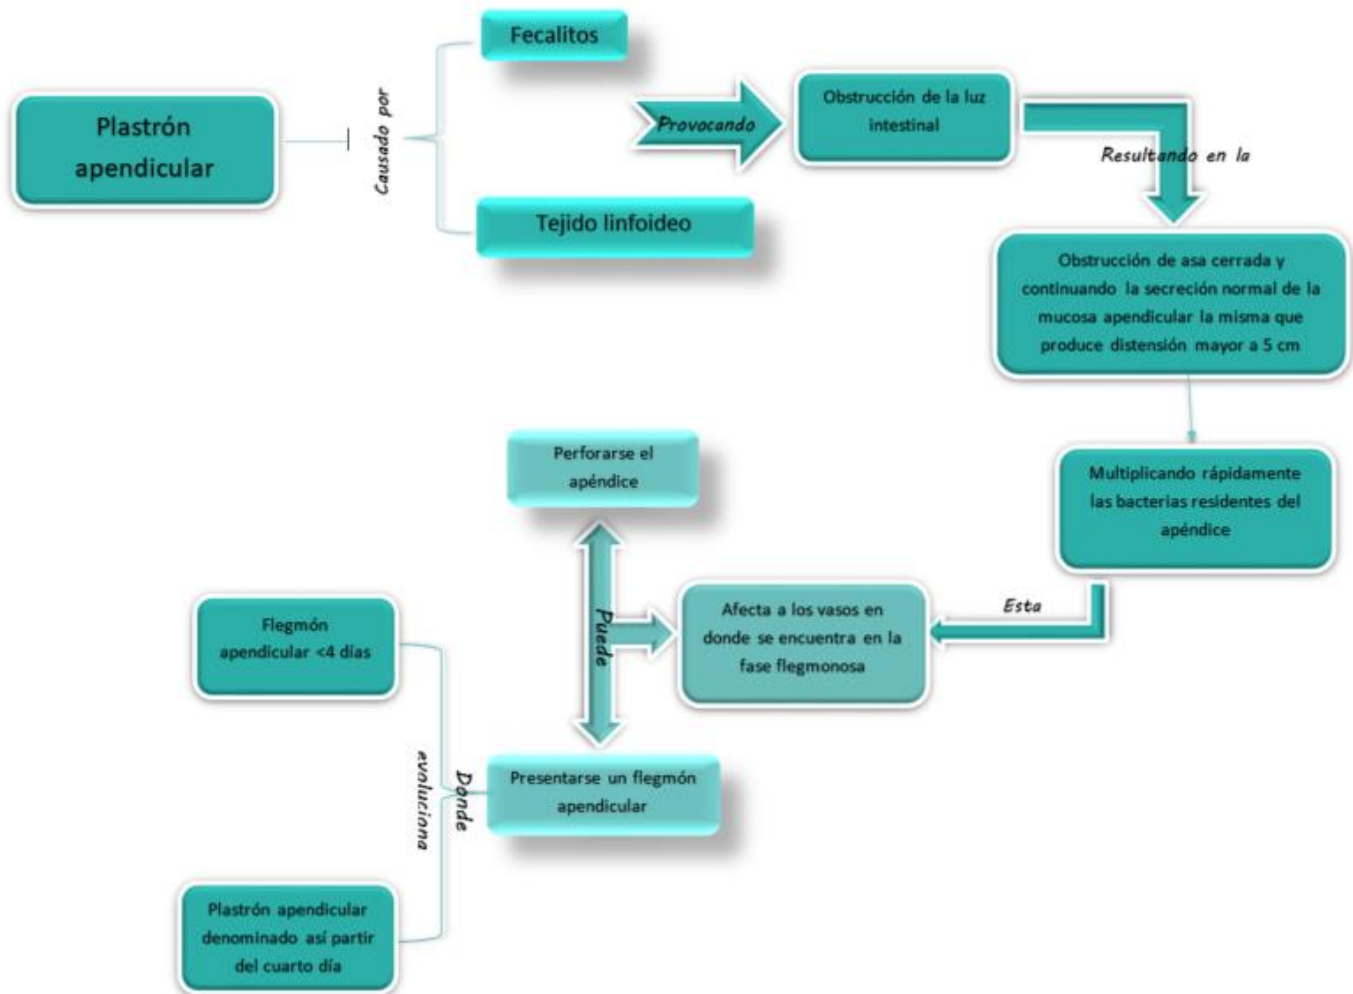 Plastrón
apendicular
Causado por
Fecalitos
Tejido linfoideo
Provocando
Obstrucción de la luz
intestinal
Resultando en la
Obstrucción de asa cerrada y
continuando la secreción normal de la
mucosa apendicular la misma que
produce distensión mayor a 5 cm
Multiplicando rápidamente
las bacterias residentes del
apéndice
Esta
Afecta a los vasos en
donde se encuentra en la
fase flegmonosa
Puede
Perforarse el
apéndice
Presentarse un flegmón
apendicular
Donde
evoluciona
Flegmón
apendicular <4 días
Plastrón apendicular
denominado así partir
del cuarto día